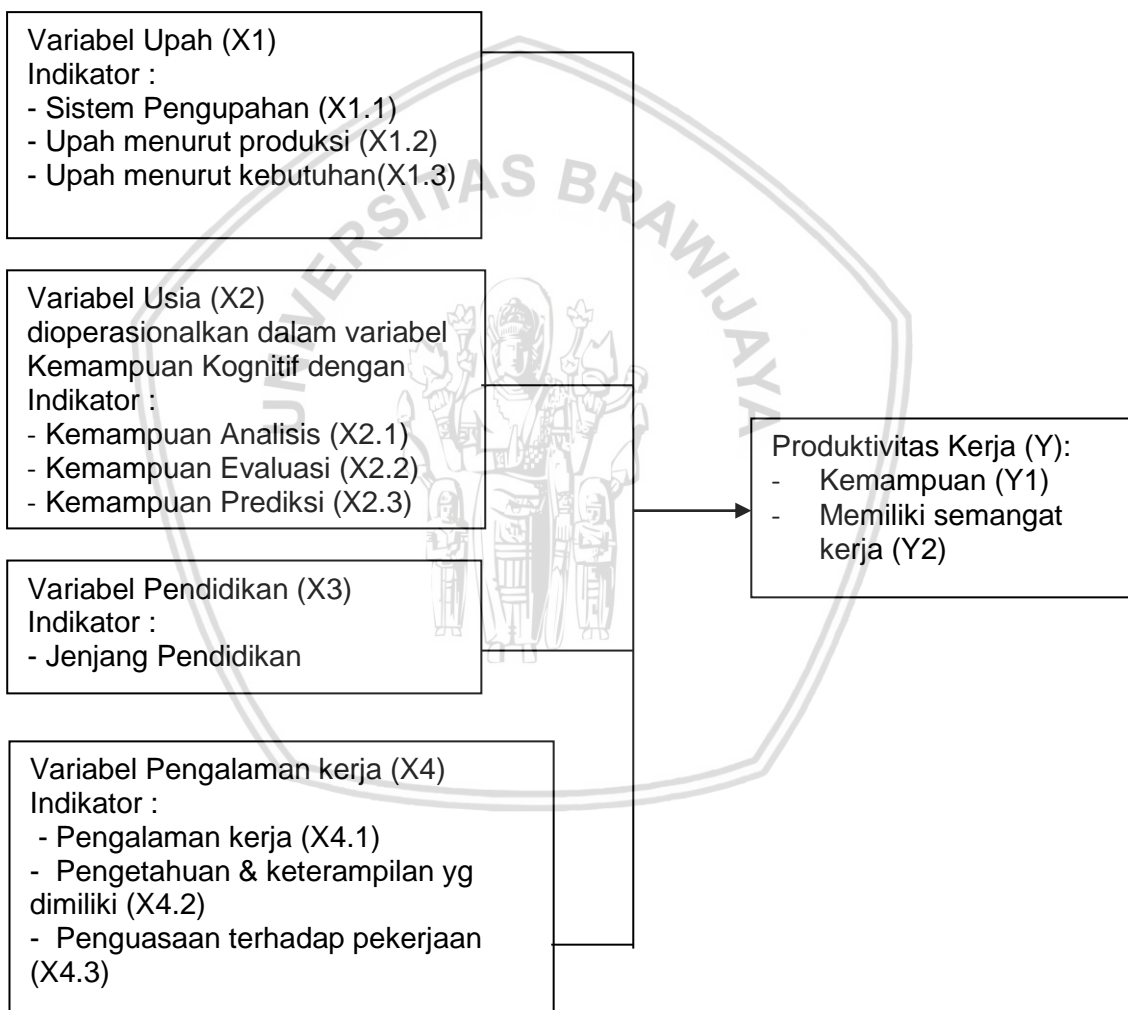 Variabel Upah (X1)
Indikator :
- Sistem Pengupahan (X1.1)
- Upah menurut produksi (X1.2)
- Upah menurut kebutuhan(X1.3)
Variabel Usia (X2)
dioperasionalkan dalam variabel
Kemampuan Kognitif dengan
Indikator :
- Kemampuan Analisis (X2.1)
- Kemampuan Evaluasi (X2.2)
- Kemampuan Prediksi (X2.3)
Variabel Pendidikan (X3)
Indikator :
- Jenjang Pendidikan
Variabel Pengalaman kerja (X4)
Indikator :
- Pengalaman kerja (X4.1)
- Pengetahuan & keterampilan yg
dimiliki (X4.2)
- Penguasaan terhadap pekerjaan
(X4.3)
Produktivitas Kerja (Y):
- Kemampuan (Y1)
- Memiliki semangat
kerja (Y2)
UNIVERSITAS BRAWIJAYA